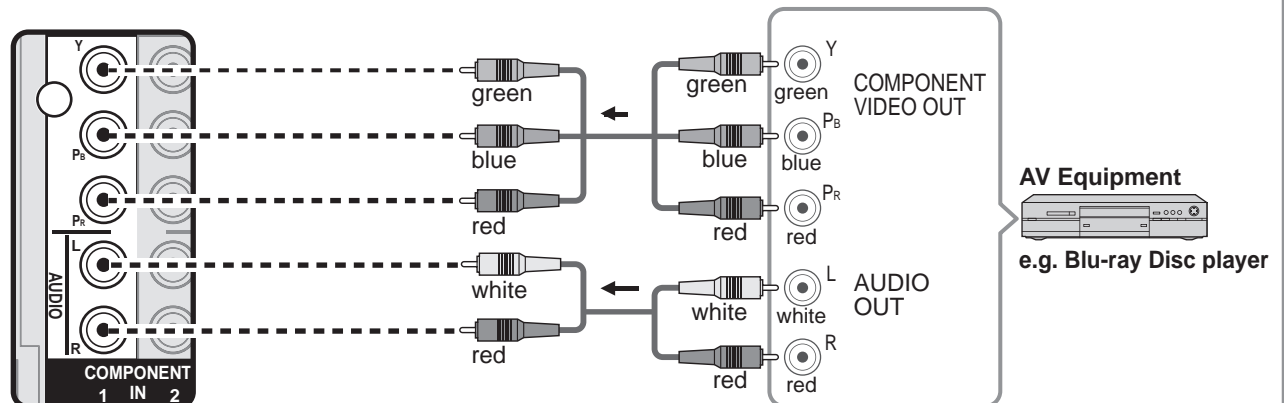 Y
PB
PR
L
AUDIO
R
COMPONENT
IN
1 2
green
blue
red
white
red
green
blue
red
white
red
Y
green
PB
blue
PR
red
L
white
R
red
COMPONENT
VIDEO OUT
AUDIO
OUT
AV Equipment
e.g. Blu-ray Disc player